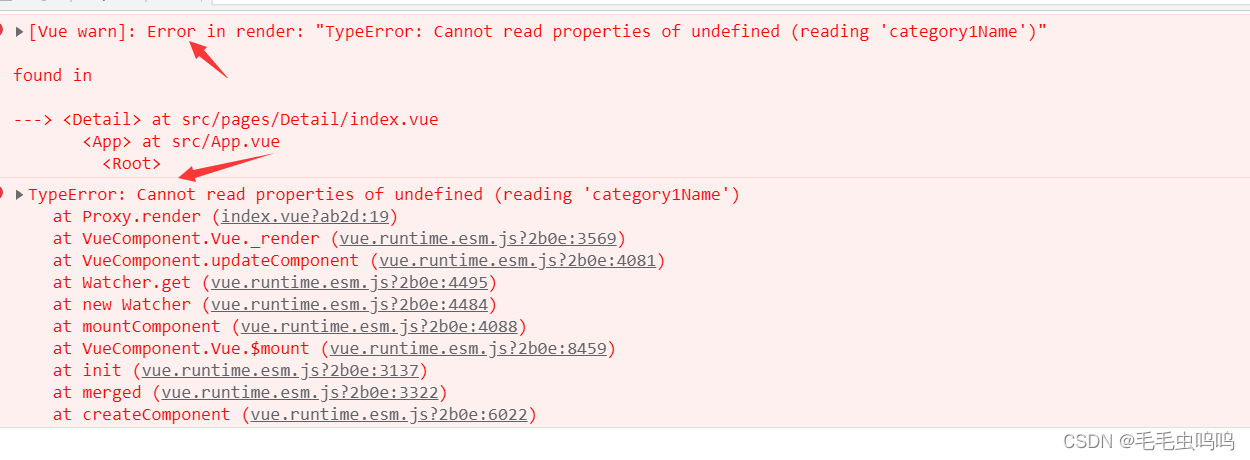 [Vue warn]: Error in render: "TypeError: Cannot read properties of undefined (reading 'category1Name')"
found in
---> <Detail> at src/pages/Detail/index.vue
<App> at src/App.vue
<Root>
TypeError: Cannot read properties of undefined (reading 'category1Name')
at Proxy.render (index.vue?ab2d:19)
at VueComponent.Vue._render (vue.runtime.esm.js?2b0e:3569)
at VueComponent.updateComponent (vue.runtime.esm.js?2b0e:4081)
at Watcher.get (vue.runtime.esm.js?2b0e:4495)
at new Watcher (vue.runtime.esm.js?2b0e:4484)
at mountComponent (vue.runtime.esm.js?2b0e:4088)
at VueComponent.Vue.$mount (vue.runtime.esm.js?2b0e:8459)
at init (vue.runtime.esm.js?2b0e:3137)
at merged (vue.runtime.esm.js?2b0e:3322)
at createComponent (vue.runtime.esm.js?2b0e:6022)
CSDN @毛毛虫呜呜